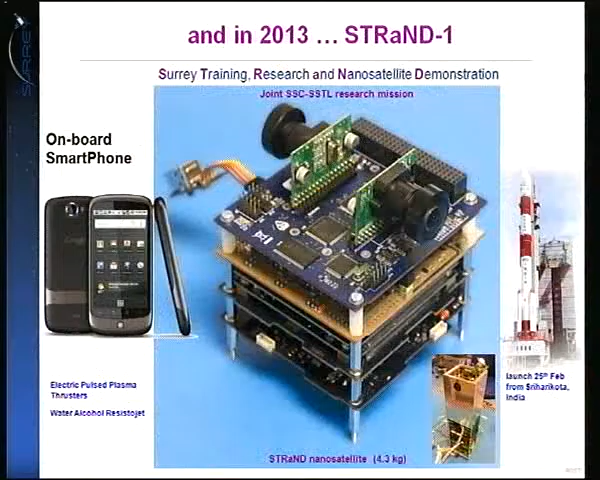 and in 2013 ... STRaND-1
Surrey Training, Research and Nanosatellite Demonstration
Joint SSC-SSTL research mission
SURREY
On-board
SmartPhone
Electric Pulsed Plasma
Thrusters
Water Alcohol Resistojet
launch 25th Feb
from Sriharikota,
India
STRaND nanosatellite (4.3 kg)